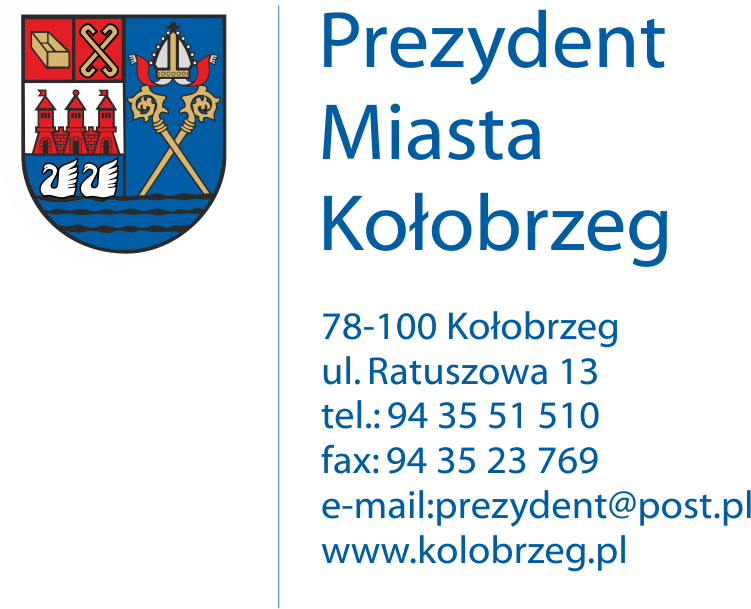 Prezydent
Miasta
Kołobrzeg
78-100 Kołobrzeg
ul. Ratuszowa 13
tel.: 94 35 51 510
fax: 94 35 23 769
e-mail:prezydent@post.pl
www.kolobrzeg.pl